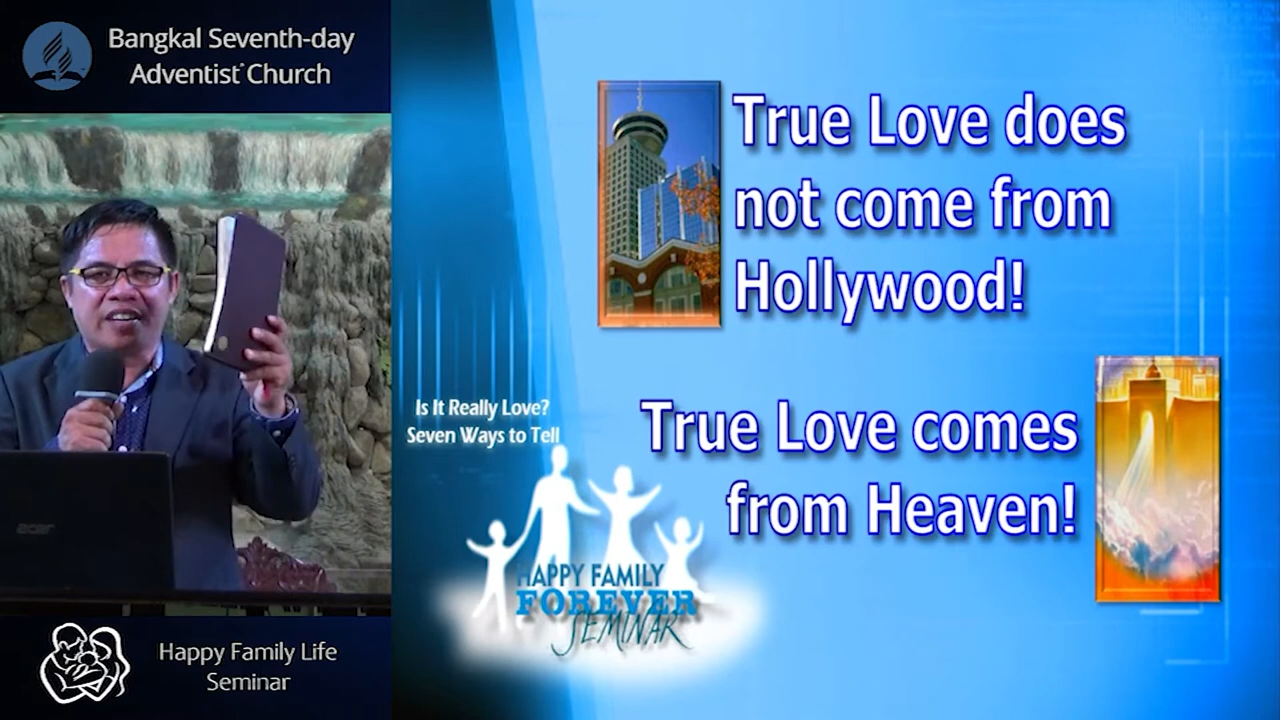 Bangkal Seventh-day
Adventist® Church
acer
Happy Family Life
Seminar
True Love does
not come from
Hollywood!
True Love comes
from Heaven!
Is It Really Love?
Seven Ways to Tell
HAPPY FAMILY
FOREVER
SEMINAR